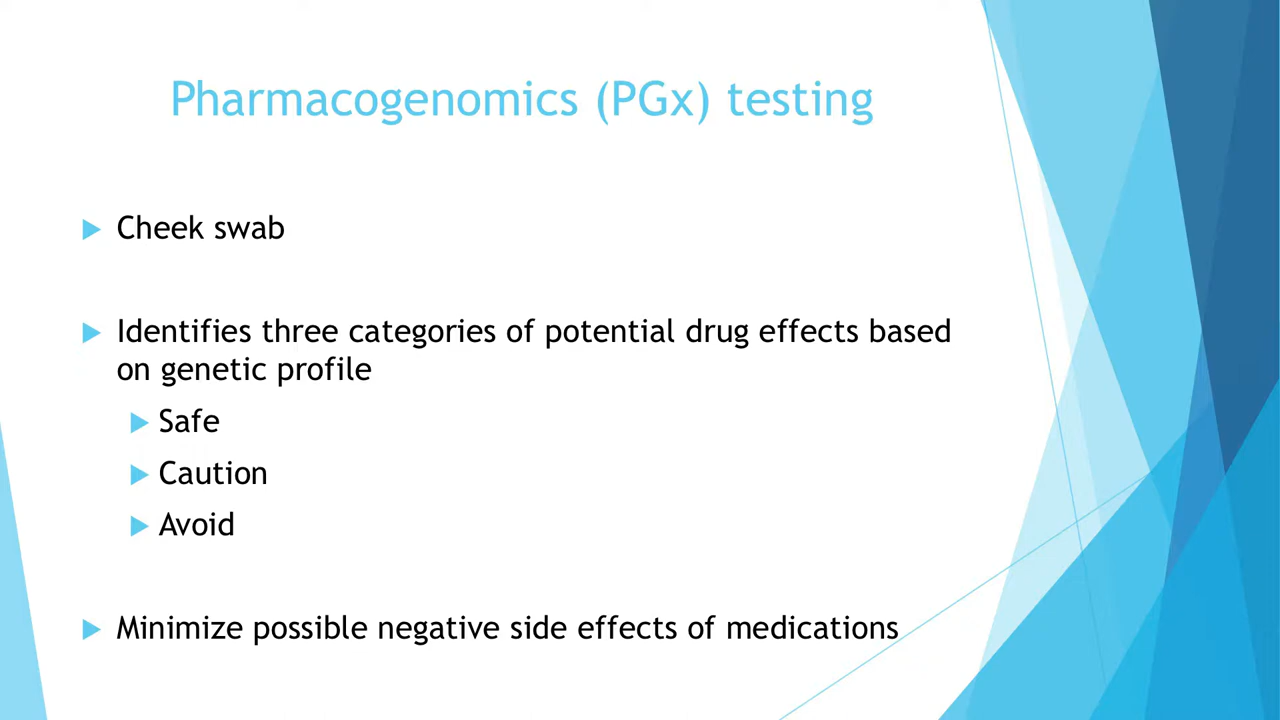 Pharmacogenomics (PGx) testing
Cheek swab
Identifies three categories of potential drug effects based
on genetic profile
Safe
Caution
Avoid
Minimize possible negative side effects of medications